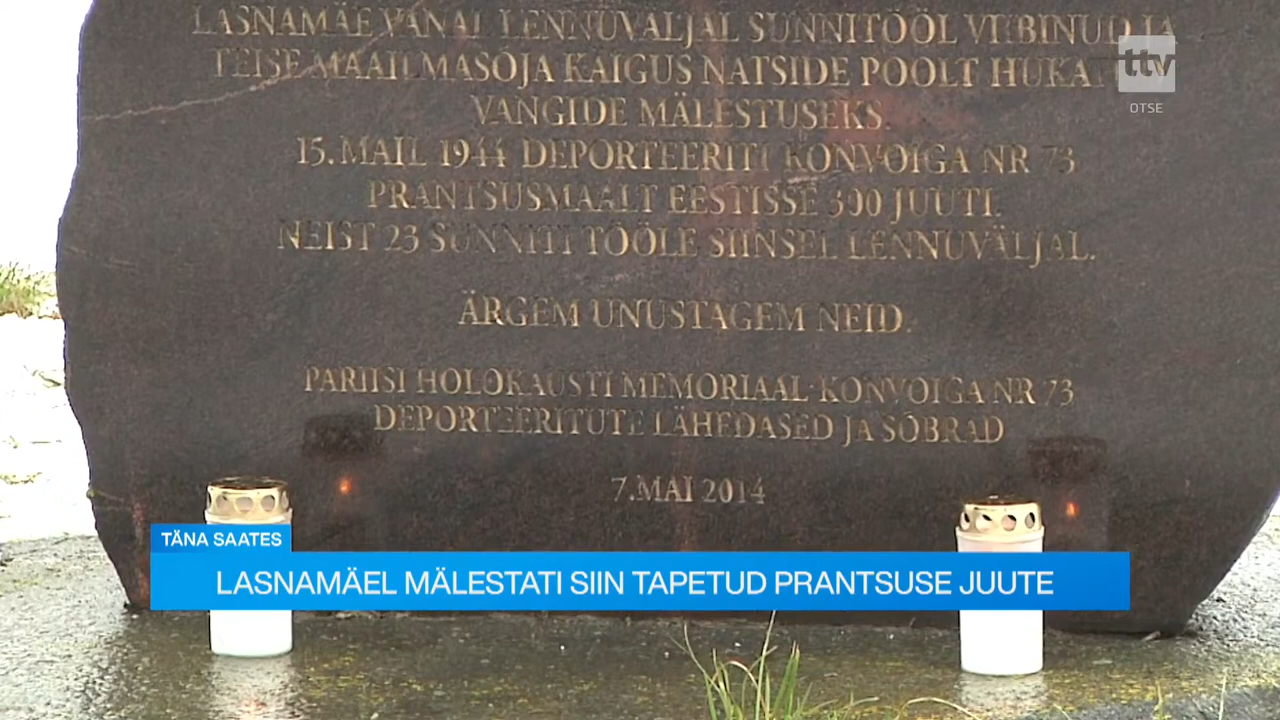 LASNAMÄE VANAL LENNUVÄLJAL SUNNITÖÖL VIIBINUD JA
TEISE MAAILMASÕJA KÄIGUS NATSIDE POOLT
VANGIDE MÄLESTUSEKS.
15. MAIL 1944 DEPORTEERITI KONVOIGA NR 73
PRANTSUSMAALT EESTISSE 300 JUUTI.
NEIST 23 SUNNITI TÖÖLE SIINSEL LENNUVÄLJAL.
ÄRGEM UNUSTAGEM NEID.
PARIISI HOLOKAUSTI MEMORIAAL. KONVOIGA NR 73
DEPORTEERITUTE LÄHEDASED JA SÕBRAD
7. MAI 2014
ttv
OTSE
TÄNA SAATES
LASNAMÄEL MÄLESTATI SIIN TAPETUD PRANTSUSE JUUTE